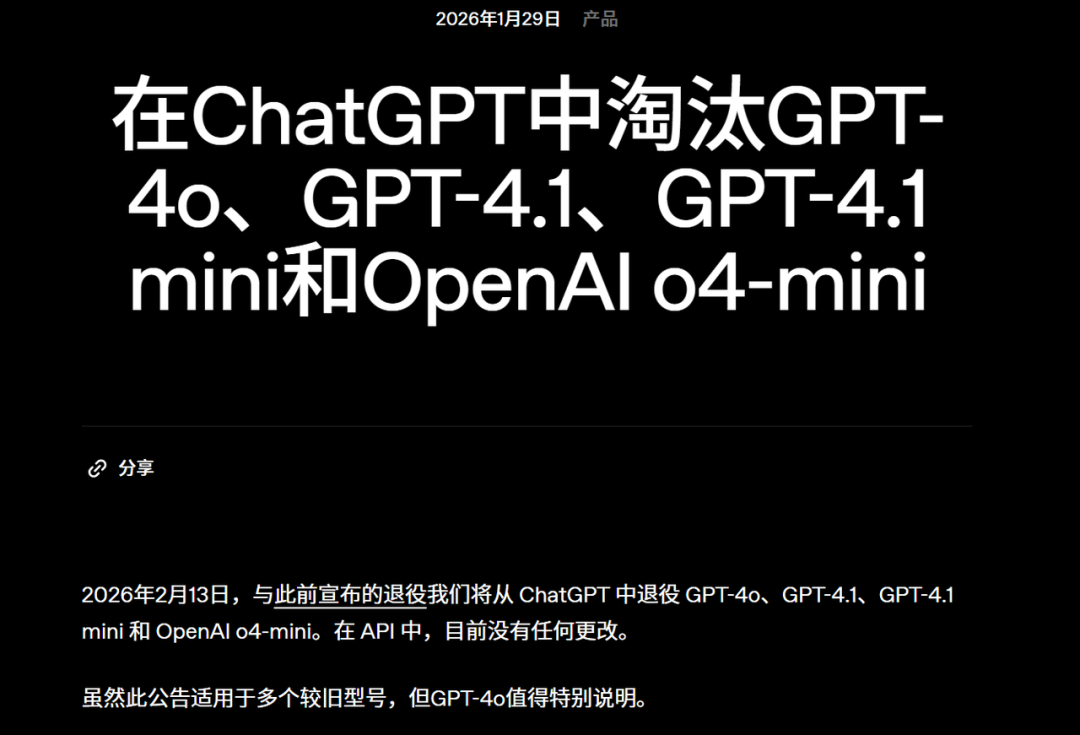 2026年1月29日 产品
在ChatGPT中淘汰GPT-
4o、GPT-4.1、GPT-4.1
mini和OpenAI o4-mini
分享
2026年2月13日，与此前宣布的退役我们将从 ChatGPT 中退役 GPT-4o、GPT-4.1、GPT-4.1
mini 和 OpenAI o4-mini。在 API 中，目前没有任何更改。
虽然此公告适用于多个较旧型号，但GPT-4o值得特别说明。